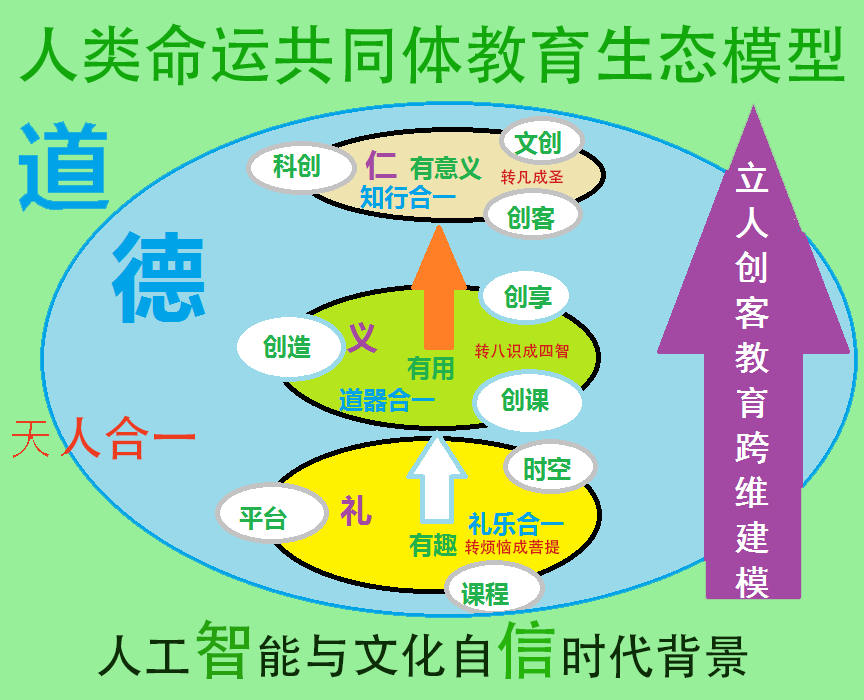 人类命运共同体教育生态模型
道
德
天人合一
科创
仁
有意义
文创
转凡成圣
知行合一
创客
创享
创造
义
有用
转八识成四智
道器合一
创课
时空
平台
礼
礼乐合一
有趣
转烦恼成菩提
课程
立人创客教育跨维建模
人工智能与文化自信时代背景